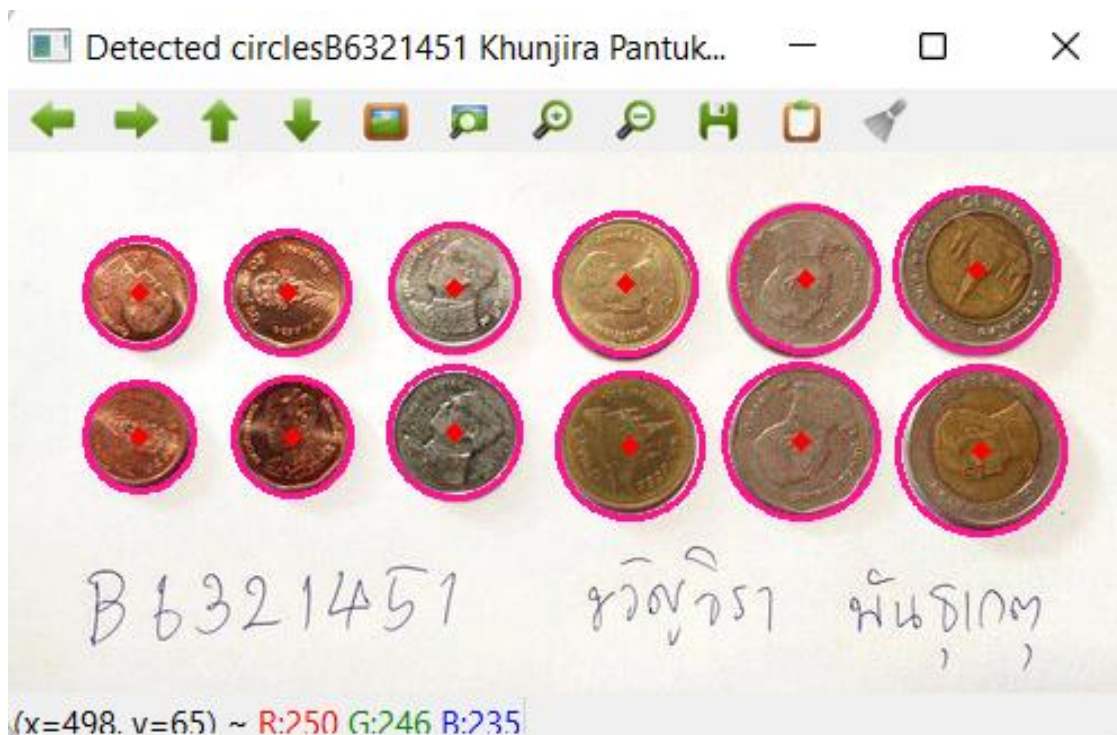 Detected circlesB6321451 Khunjira Pantuk...
B6321451 ขวัญจิรา พันธุเกตุ
(x=498, y=65) ~ R:250 G:246 B:235